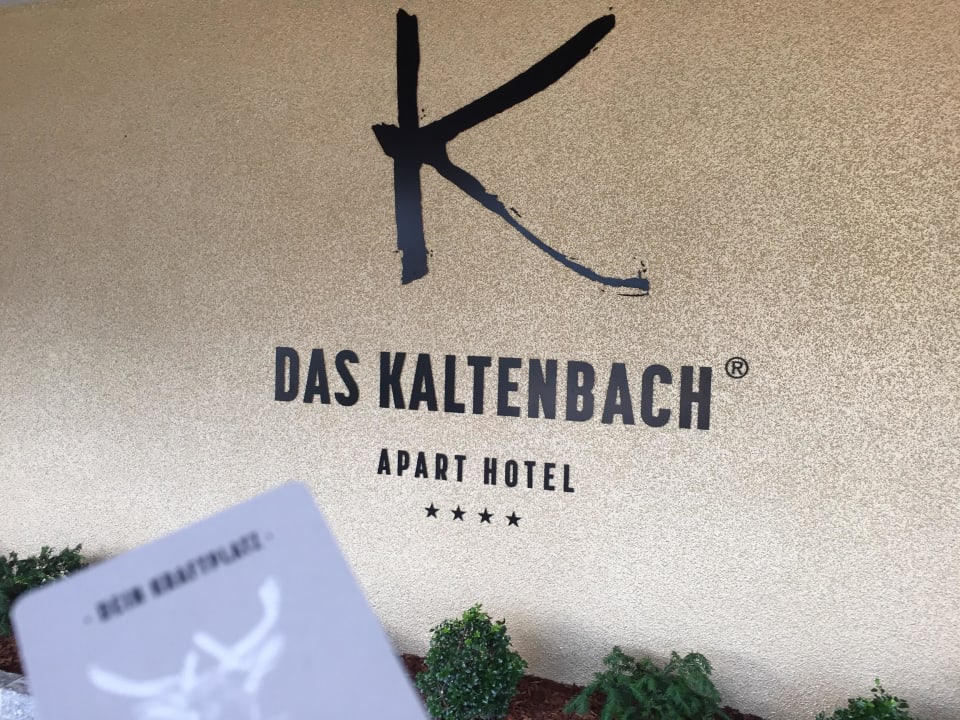 K
DAS KALTENBACH®
APART HOTEL
★★★★
· DEIN KRAFTPLATZ ·